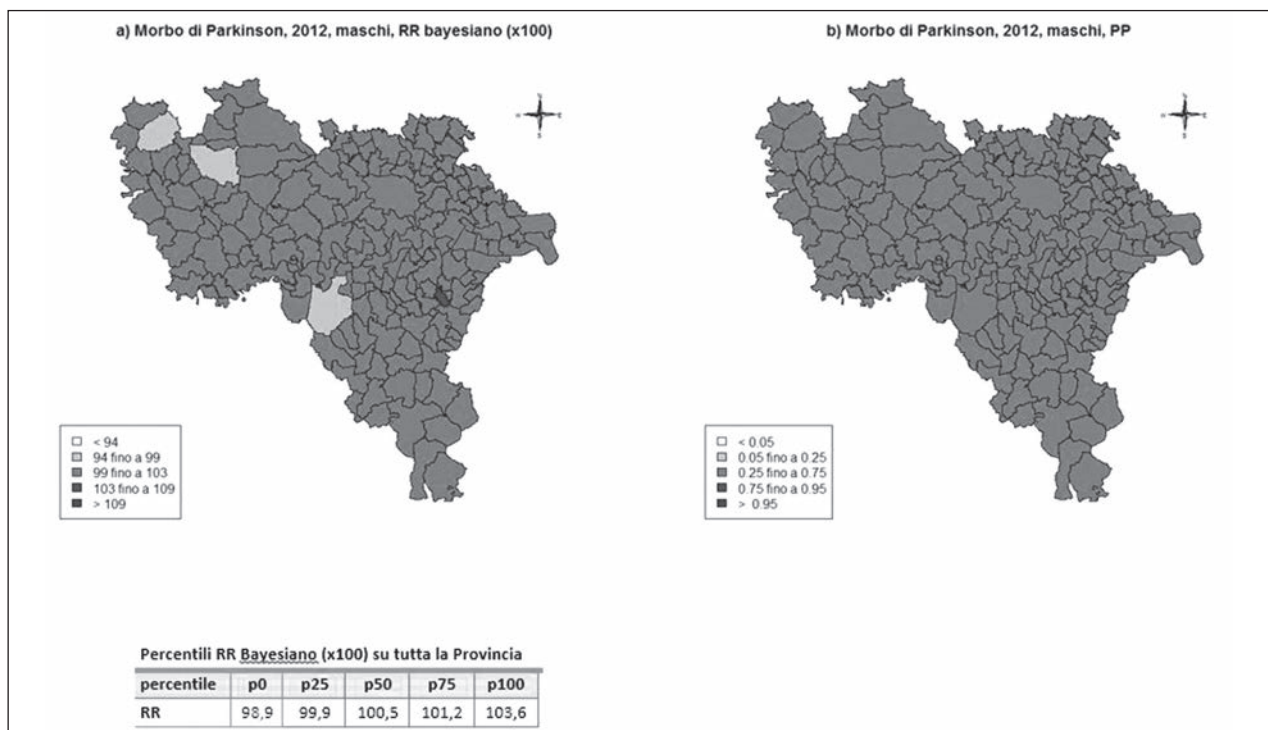 a) Morbo di Parkinson, 2012, maschi, RR bayesiano (x100)
< 94
94 fino a 99
99 fino a 103
103 fino a 109
> 109
b) Morbo di Parkinson, 2012, maschi, PP
< 0.05
0.05 fino a 0.25
0.25 fino a 0.75
0.75 fino a 0.95
> 0.95
Percentili RR Bayesiano (x100) su tutta la Provincia
percentile p0 p25 p50 p75 p100
RR 98,9 99,9 100,5 101,2 103,6